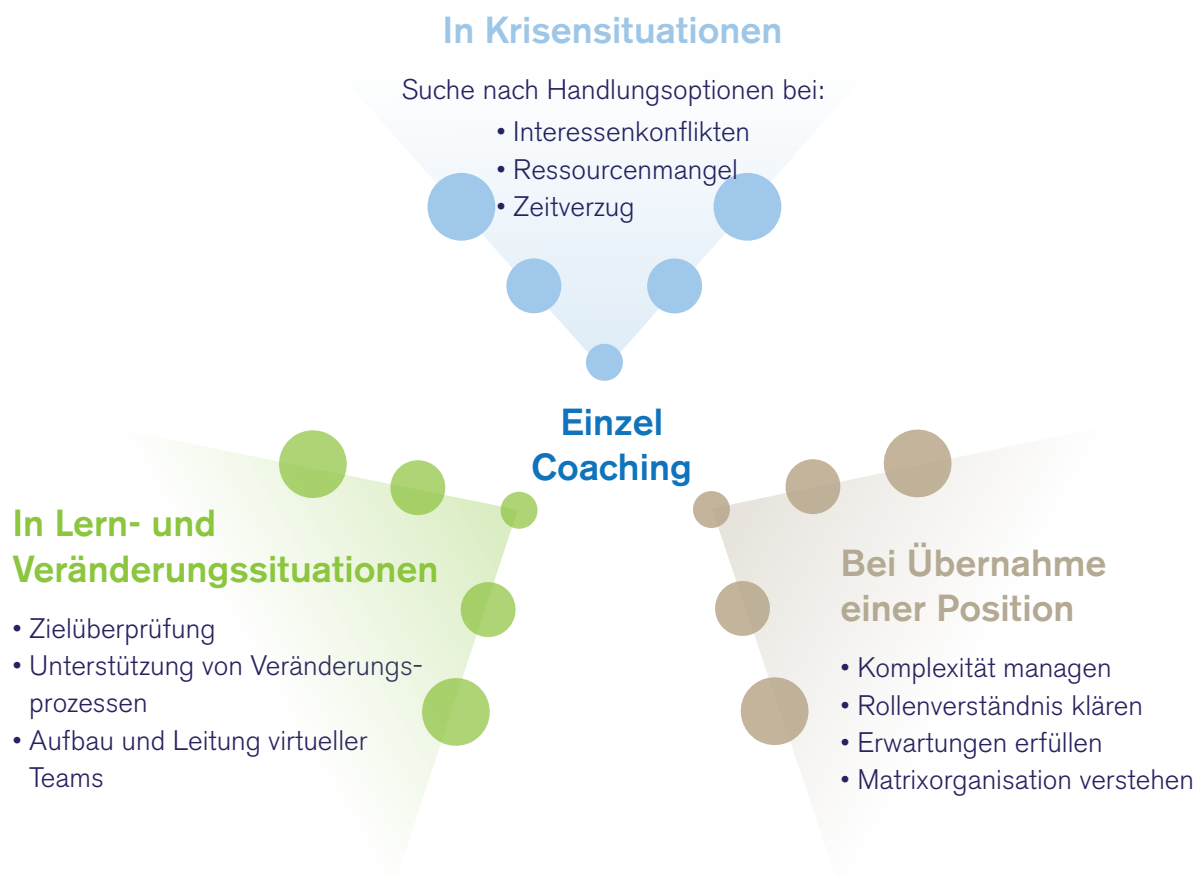 In Krisensituationen
Suche nach Handlungsoptionen bei:
• Interessenkonflikten
• Ressourcenmangel
• Zeitverzug
Einzel
Coaching
In Lern- und
Veränderungssituationen
• Zielüberprüfung
• Unterstützung von Veränderungs-
prozessen
• Aufbau und Leitung virtueller
Teams
Bei Übernahme
einer Position
• Komplexität managen
• Rollenverständnis klären
• Erwartungen erfüllen
• Matrixorganisation verstehen